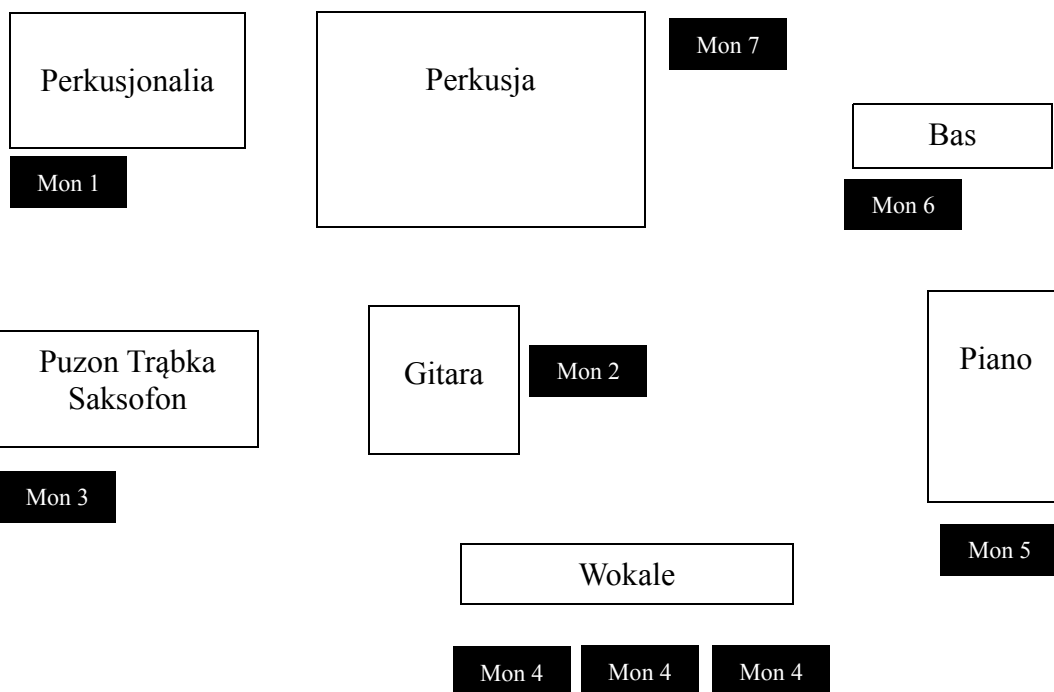 Perkusjonalia
Perkusja
Mon 7
Bas
Mon 1
Mon 6
Puzon Trąbka
Saksofon
Gitara
Mon 2
Piano
Mon 3
Wokale
Mon 5
Mon 4
Mon 4
Mon 4